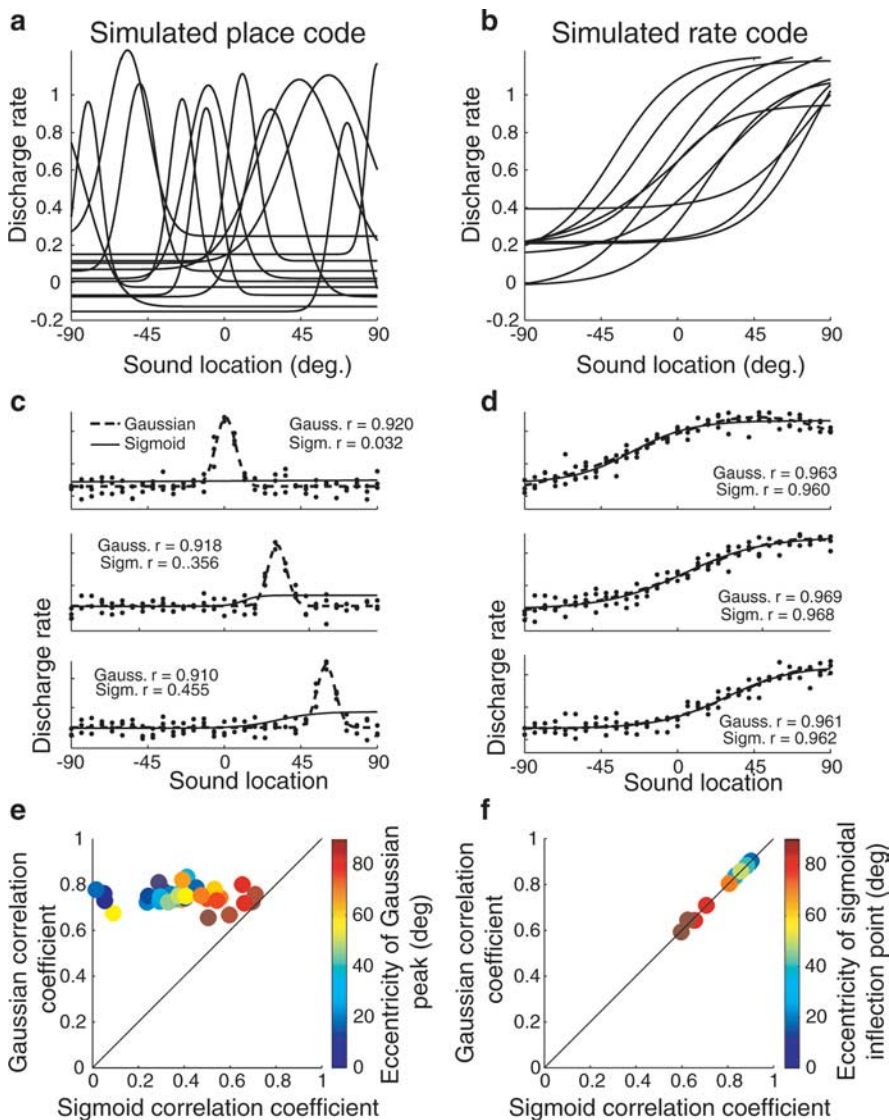 a Simulated place code
b Simulated rate code
Discharge rate
1
0.8
0.6
0.4
0.2
0
-0.2
-90 -45 0 45 90
Sound location (deg.)
Discharge rate
1
0.8
0.6
0.4
0.2
0
-0.2
-90 -45 0 45 90
Sound location (deg.)
c
Gaussian
Sigmoid
Gauss. r = 0.920
Sigm. r = 0.032
Gauss. r = 0.918
Sigm. r = 0..356
Gauss. r = 0.910
Sigm. r = 0.455
Discharge rate
-90 -45 0 45 90
Sound location
d
Gauss. r = 0.963
Sigm. r = 0.960
Gauss. r = 0.969
Sigm. r = 0.968
Gauss. r = 0.961
Sigm. r = 0.962
Discharge rate
-90 -45 0 45 90
Sound location
e
Gaussian correlation
coefficient
1
0.8
0.6
0.4
0.2
0
0 0.2 0.4 0.6 0.8 1
Sigmoid correlation coefficient
80
60
40
20
0
Eccentricity of Gaussian
peak (deg)
f
Gaussian correlation
coefficient
1
0.8
0.6
0.4
0.2
0
0 0.2 0.4 0.6 0.8 1
Sigmoid correlation coefficient
80
60
40
20
0
Eccentricity of sigmoidal
inflection point (deg)